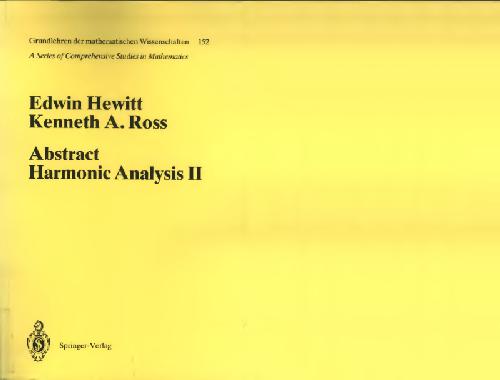 Grundlehren der mathematischen Wissenschaften 152
A Series of Comprehensive Studies in Mathematics
Edwin Hewitt
Kenneth A. Ross
Abstract
Harmonic Analysis II
Springer-Verlag